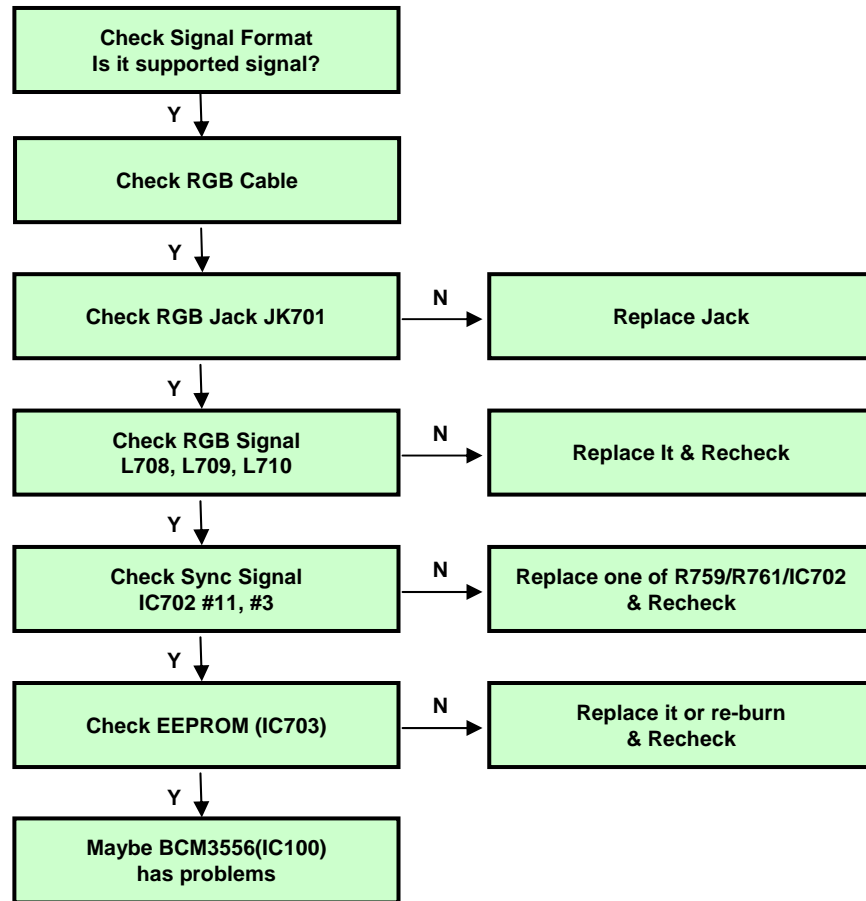 Check Signal Format
Is it supported signal?
Y
Check RGB Cable
Y
Check RGB Jack JK701
N
Replace Jack
Y
Check RGB Signal
L708, L709, L710
N
Replace It & Recheck
Y
Check Sync Signal
IC702 #11, #3
N
Replace one of R759/R761/IC702
& Recheck
Y
Check EEPROM (IC703)
N
Replace it or re-burn
& Recheck
Y
Maybe BCM3556(IC100)
has problems